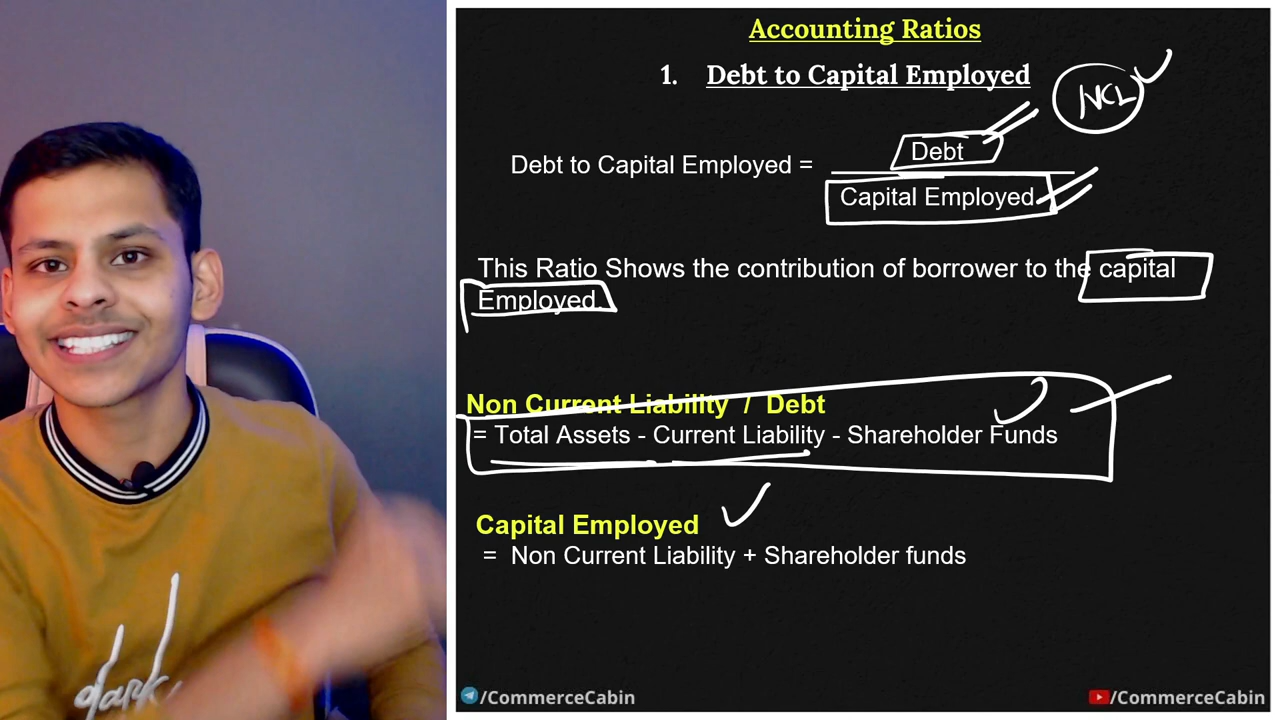 Accounting Ratios
1. Debt to Capital Employed
NCL
Debt to Capital Employed =
Debt
Capital Employed
This Ratio Shows the contribution of borrower to the capital
Employed.
Non Current Liability / Debt
= Total Assets - Current Liability - Shareholder Funds
Capital Employed
= Non Current Liability + Shareholder funds
dark
/CommerceCabin
/CommerceCabin